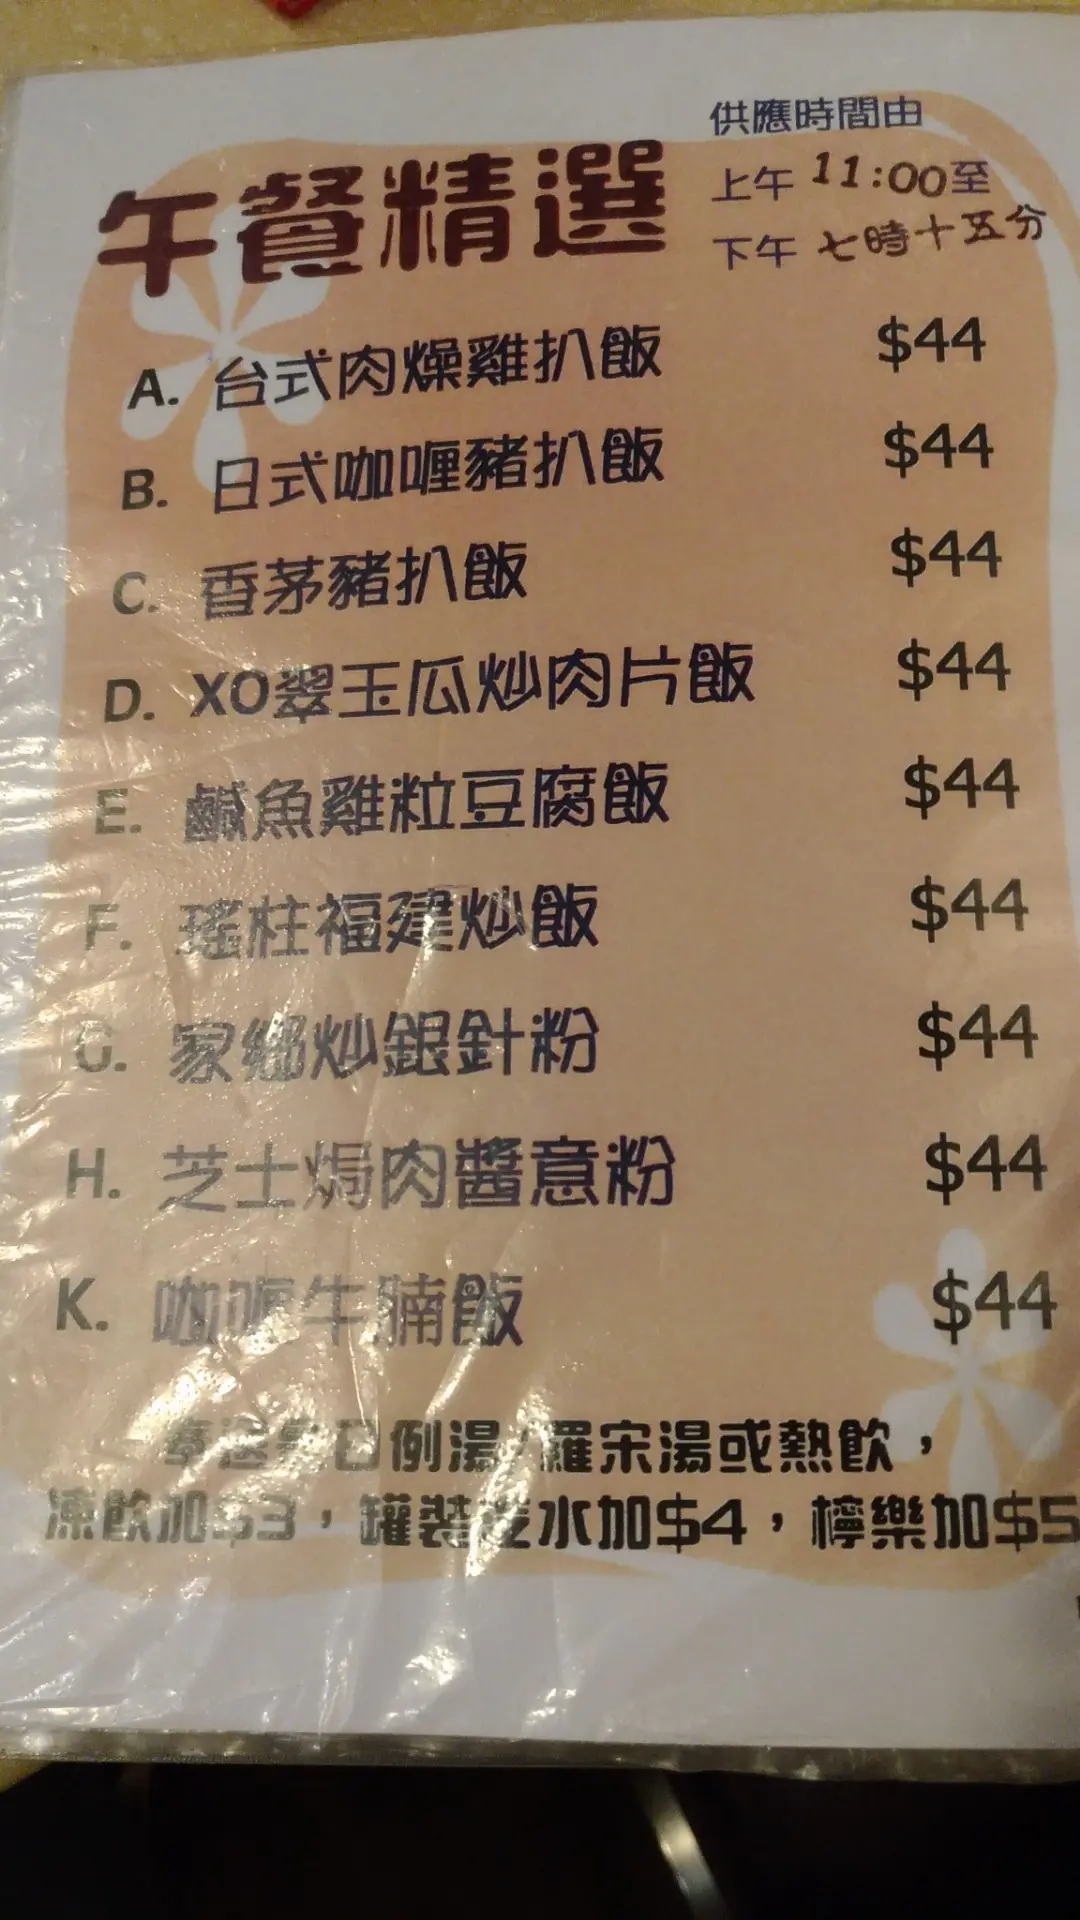 供應時間由
午餐精選
上午 11:00至
下午 七時十五分
A. 台式肉燥雞扒飯 $44
B. 日式咖喱豬扒飯 $44
C. 香茅豬扒飯 $44
D. XO翠玉瓜炒肉片飯 $44
E. 鹹魚雞粒豆腐飯 $44
F. 瑤柱福建炒飯 $44
G. 家鄉炒銀針粉 $44
H. 芝士焗肉醬意粉 $44
K. 咖喱牛腩飯 $44
奉送每日例湯/羅宋湯或熱飲，
凍飲加$3，罐裝汽水加$4，檸樂加$5